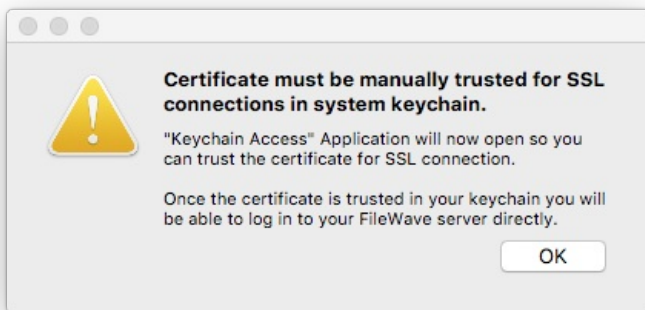 Certificate must be manually trusted for SSL
connections in system keychain.
"Keychain Access" Application will now open so you
can trust the certificate for SSL connection.
Once the certificate is trusted in your keychain you will
be able to log in to your FileWave server directly.
OK